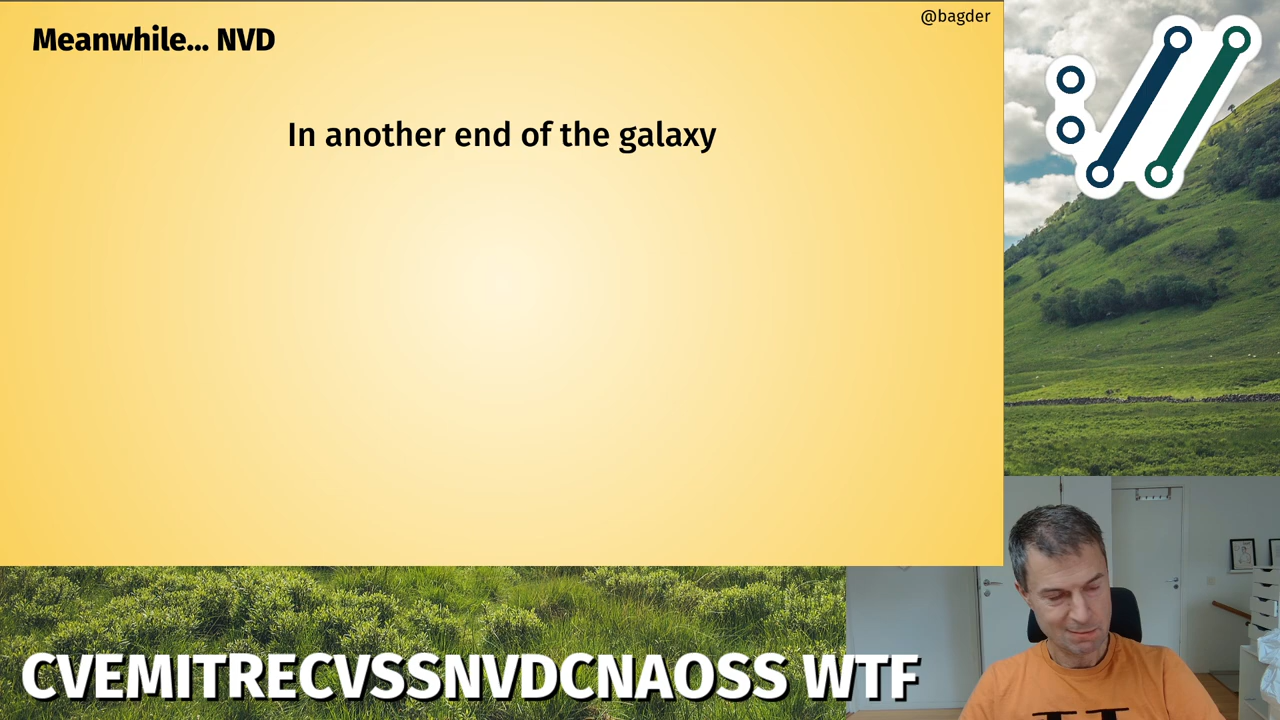 @bagder
Meanwhile... NVD
In another end of the galaxy
CVEMITRECVSSNVDCNAOSS WTF